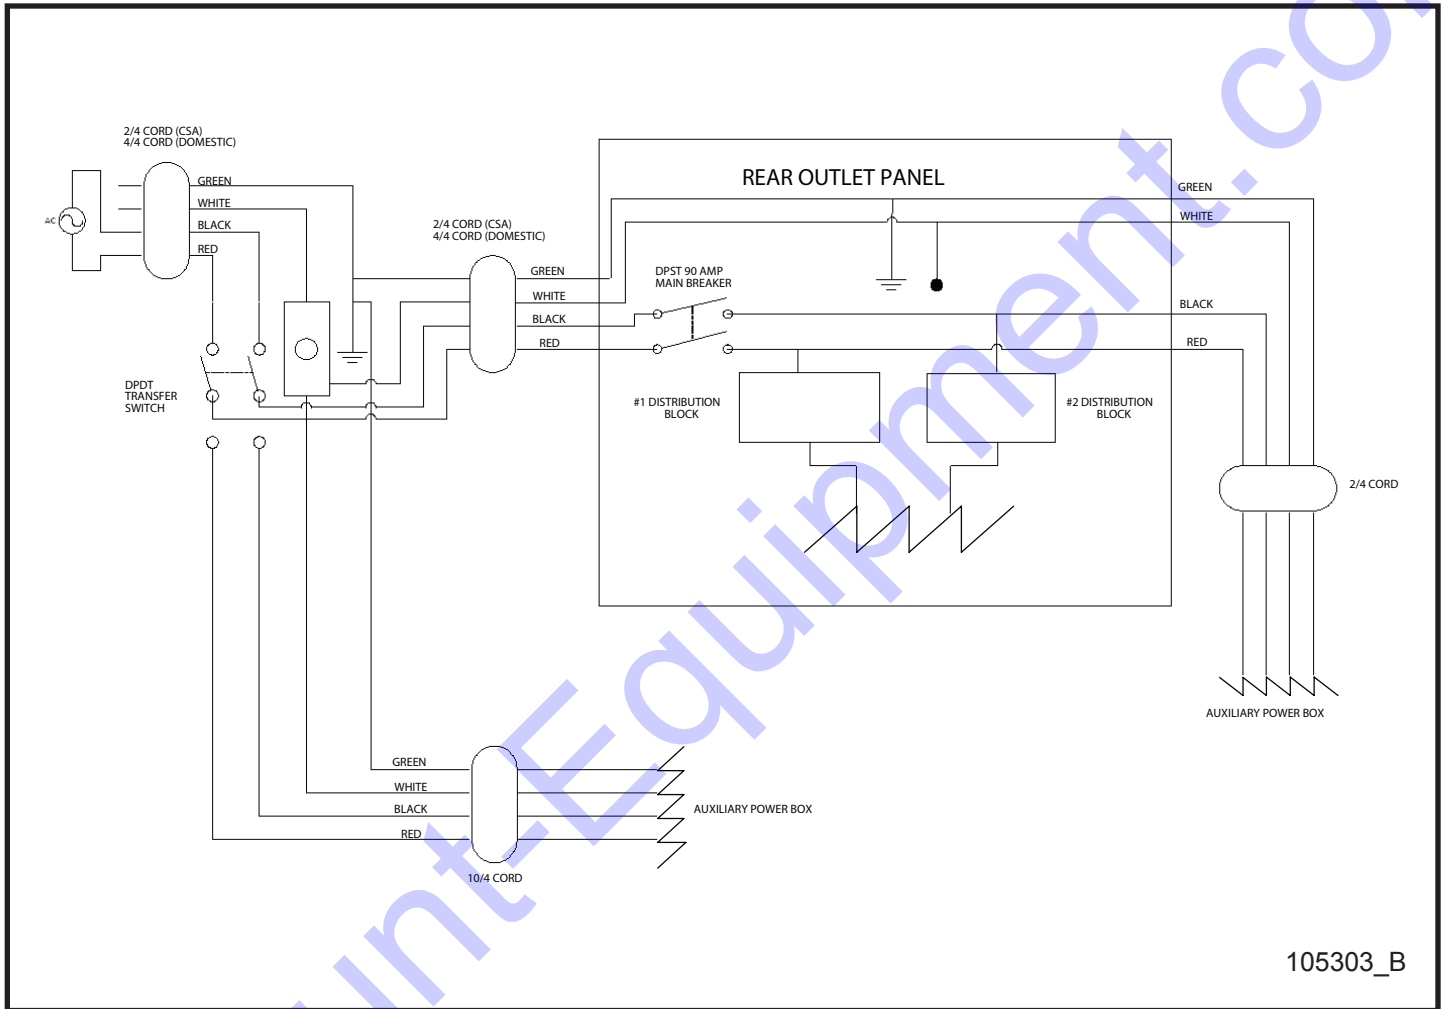 2/4 CORD (CSA)
4/4 CORD (DOMESTIC)
AC
GREEN
WHITE
BLACK
RED
DPDT
TRANSFER
SWITCH
2/4 CORD (CSA)
4/4 CORD (DOMESTIC)
GREEN
WHITE
BLACK
RED
REAR OUTLET PANEL
DPST 90 AMP
MAIN BREAKER
#1 DISTRIBUTION
BLOCK
#2 DISTRIBUTION
BLOCK
GREEN
WHITE
BLACK
RED
2/4 CORD
AUXILIARY POWER BOX
GREEN
WHITE
BLACK
RED
10/4 CORD
AUXILIARY POWER BOX
105303_B
unt-Equipment.co